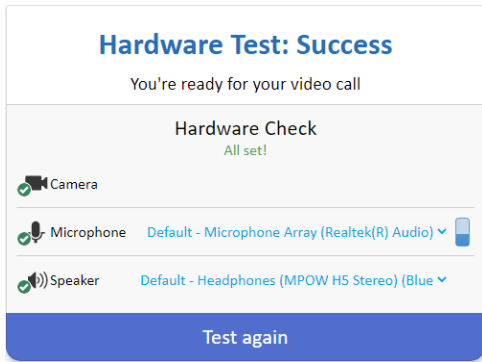 Hardware Test: Success
You're ready for your video call
Hardware Check
All set!
Camera
Microphone Default - Microphone Array (Realtek(R) Audio)
Speaker Default - Headphones (MPOW H5 Stereo) (Blue
Test again